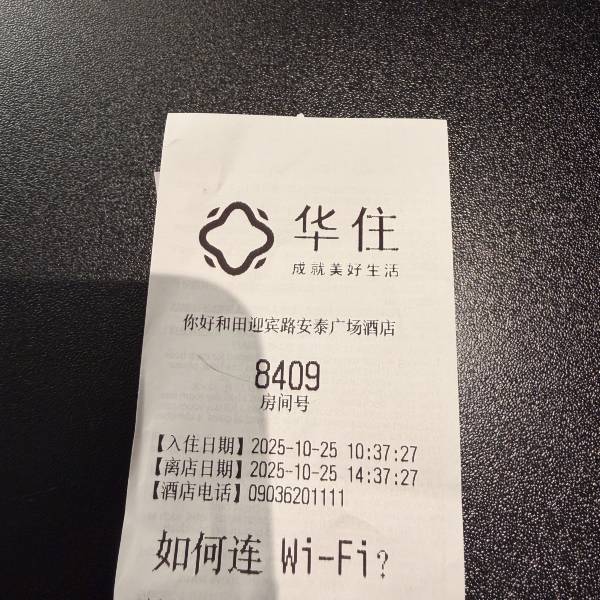 华住
成就美好生活
你好和田迎宾路安泰广场酒店
8409
房间号
【入住日期】2025-10-25 10:37:27
【离店日期】2025-10-25 14:37:27
【酒店电话】09036201111
如何连 Wi-Fi?